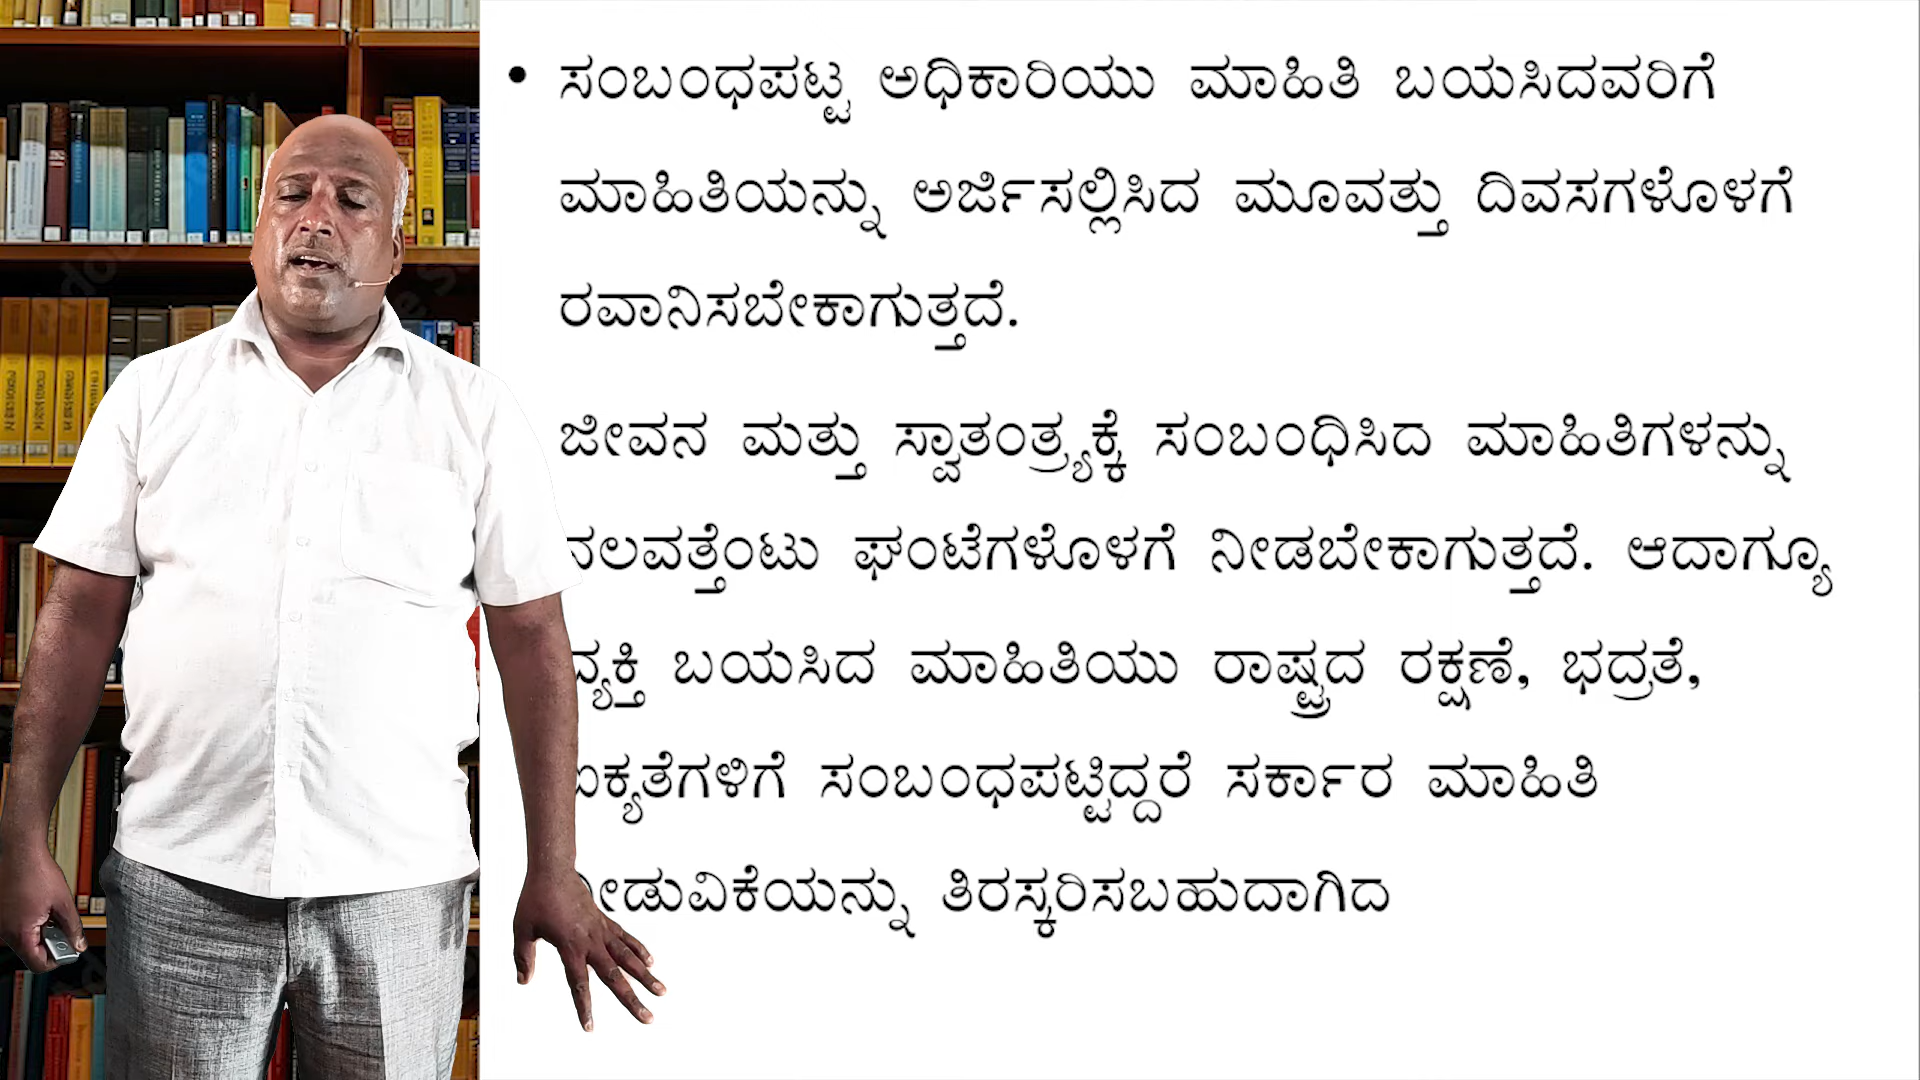 • ಸಂಬಂಧಪಟ್ಟ ಅಧಿಕಾರಿಯು ಮಾಹಿತಿ ಬಯಸಿದವರಿಗೆ
ಮಾಹಿತಿಯನ್ನು ಅರ್ಜಿಸಲ್ಲಿಸಿದ ಮೂವತ್ತು ದಿವಸಗಳೊಳಗೆ
ರವಾನಿಸಬೇಕಾಗುತ್ತದೆ.
ಜೀವನ ಮತ್ತು ಸ್ವಾತಂತ್ರ್ಯಕ್ಕೆ ಸಂಬಂಧಿಸಿದ ಮಾಹಿತಿಗಳನ್ನು
ನಲವತ್ತೆಂಟು ಘಂಟೆಗಳೊಳಗೆ ನೀಡಬೇಕಾಗುತ್ತದೆ. ಆದಾಗ್ಯೂ
ವ್ಯಕ್ತಿ ಬಯಸಿದ ಮಾಹಿತಿಯು ರಾಷ್ಟ್ರದ ರಕ್ಷಣೆ, ಭದ್ರತೆ,
ಐಕ್ಯತೆಗಳಿಗೆ ಸಂಬಂಧಪಟ್ಟಿದ್ದರೆ ಸರ್ಕಾರ ಮಾಹಿತಿ
ನೀಡುವಿಕೆಯನ್ನು ತಿರಸ್ಕರಿಸಬಹುದಾಗಿದ